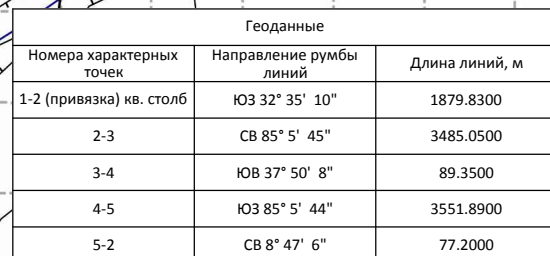 Геоданные
Номера характерных точек Направление румбы линий Длина линий, м
1-2 (привязка) кв. столб ЮЗ 32° 35' 10" 1879.8300
2-3 СВ 85° 5' 45" 3485.0500
3-4 ЮВ 37° 50' 8" 89.3500
4-5 ЮЗ 85° 5' 44" 3551.8900
5-2 СВ 8° 47' 6" 77.2000